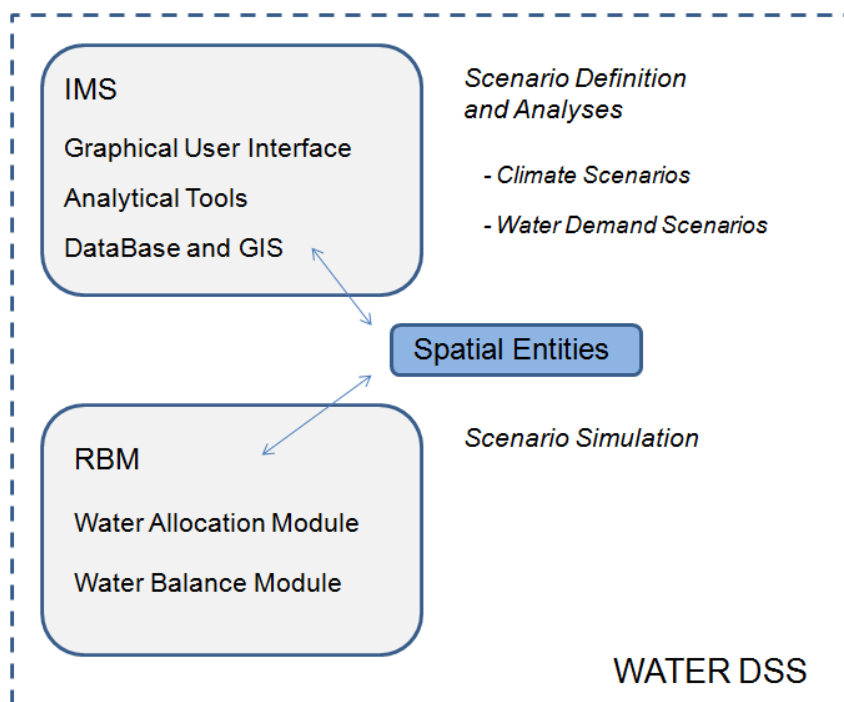 IMS
Graphical User Interface
Analytical Tools
DataBase and GIS
Scenario Definition
and Analyses
- Climate Scenarios
- Water Demand Scenarios
Spatial Entities
RBM
Water Allocation Module
Water Balance Module
Scenario Simulation
WATER DSS